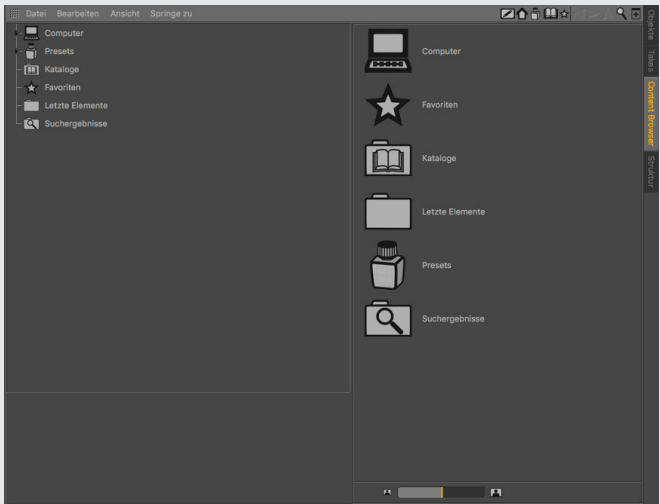 Datei Bearbeiten Ansicht Springe zu
Computer
Presets
Kataloge
Favoriten
Letzte Elemente
Suchergebnisse
Computer
Favoriten
Kataloge
Letzte Elemente
Presets
Suchergebnisse
Objekte
Takes
Content Browser
Struktur